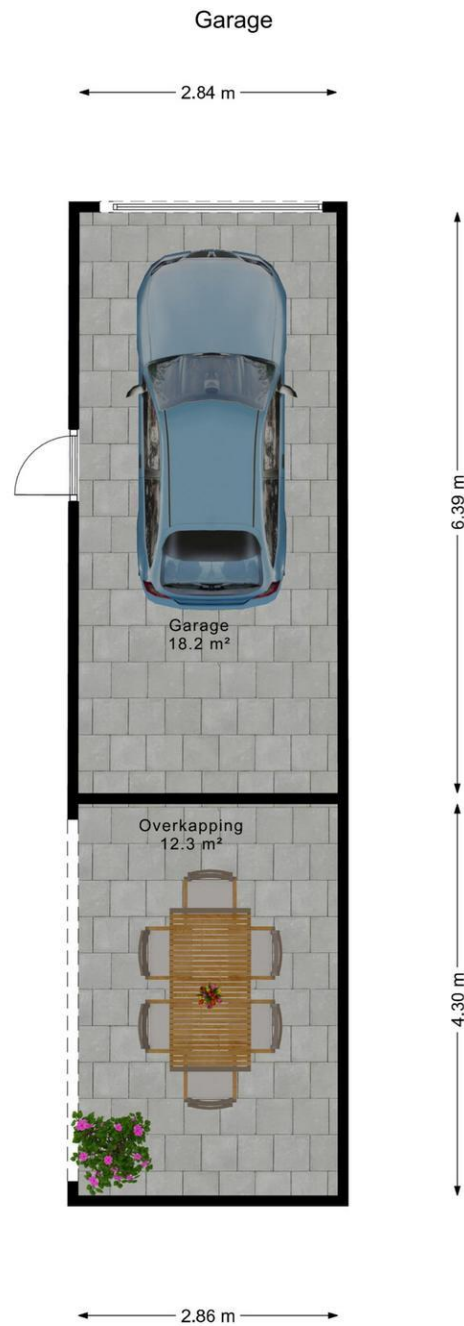 Garage
2.84 m
6.39 m
Garage
18.2 m²
Overkapping
12.3 m²
4.30 m
2.86 m